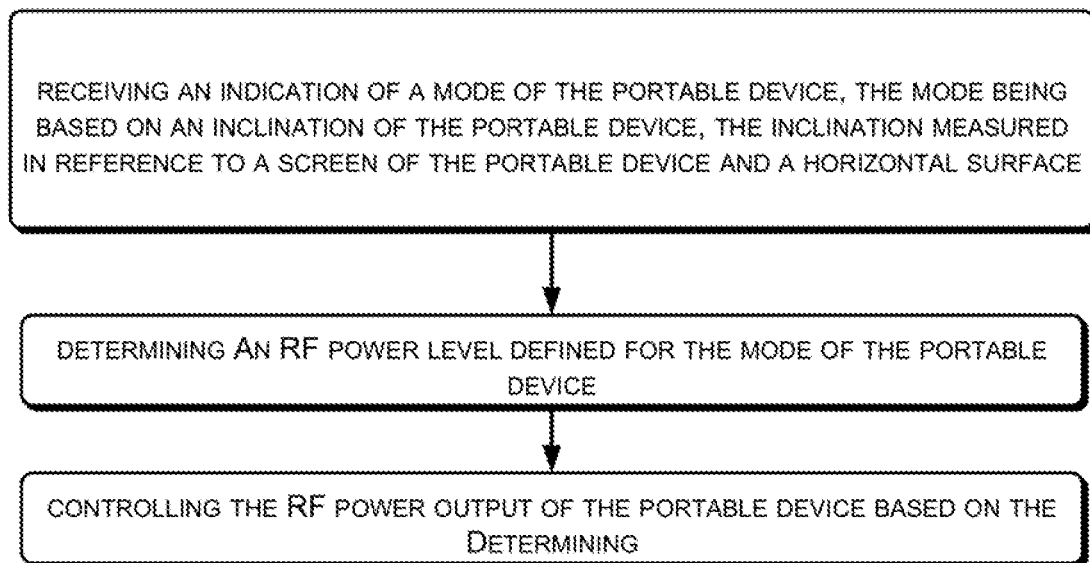 RECEIVING AN INDICATION OF A MODE OF THE PORTABLE DEVICE, THE MODE BEING
BASED ON AN INCLINATION OF THE PORTABLE DEVICE, THE INCLINATION MEASURED
IN REFERENCE TO A SCREEN OF THE PORTABLE DEVICE AND A HORIZONTAL SURFACE
DETERMINING AN RF POWER LEVEL DEFINED FOR THE MODE OF THE PORTABLE
DEVICE
CONTROLLING THE RF POWER OUTPUT OF THE PORTABLE DEVICE BASED ON THE
DETERMINING